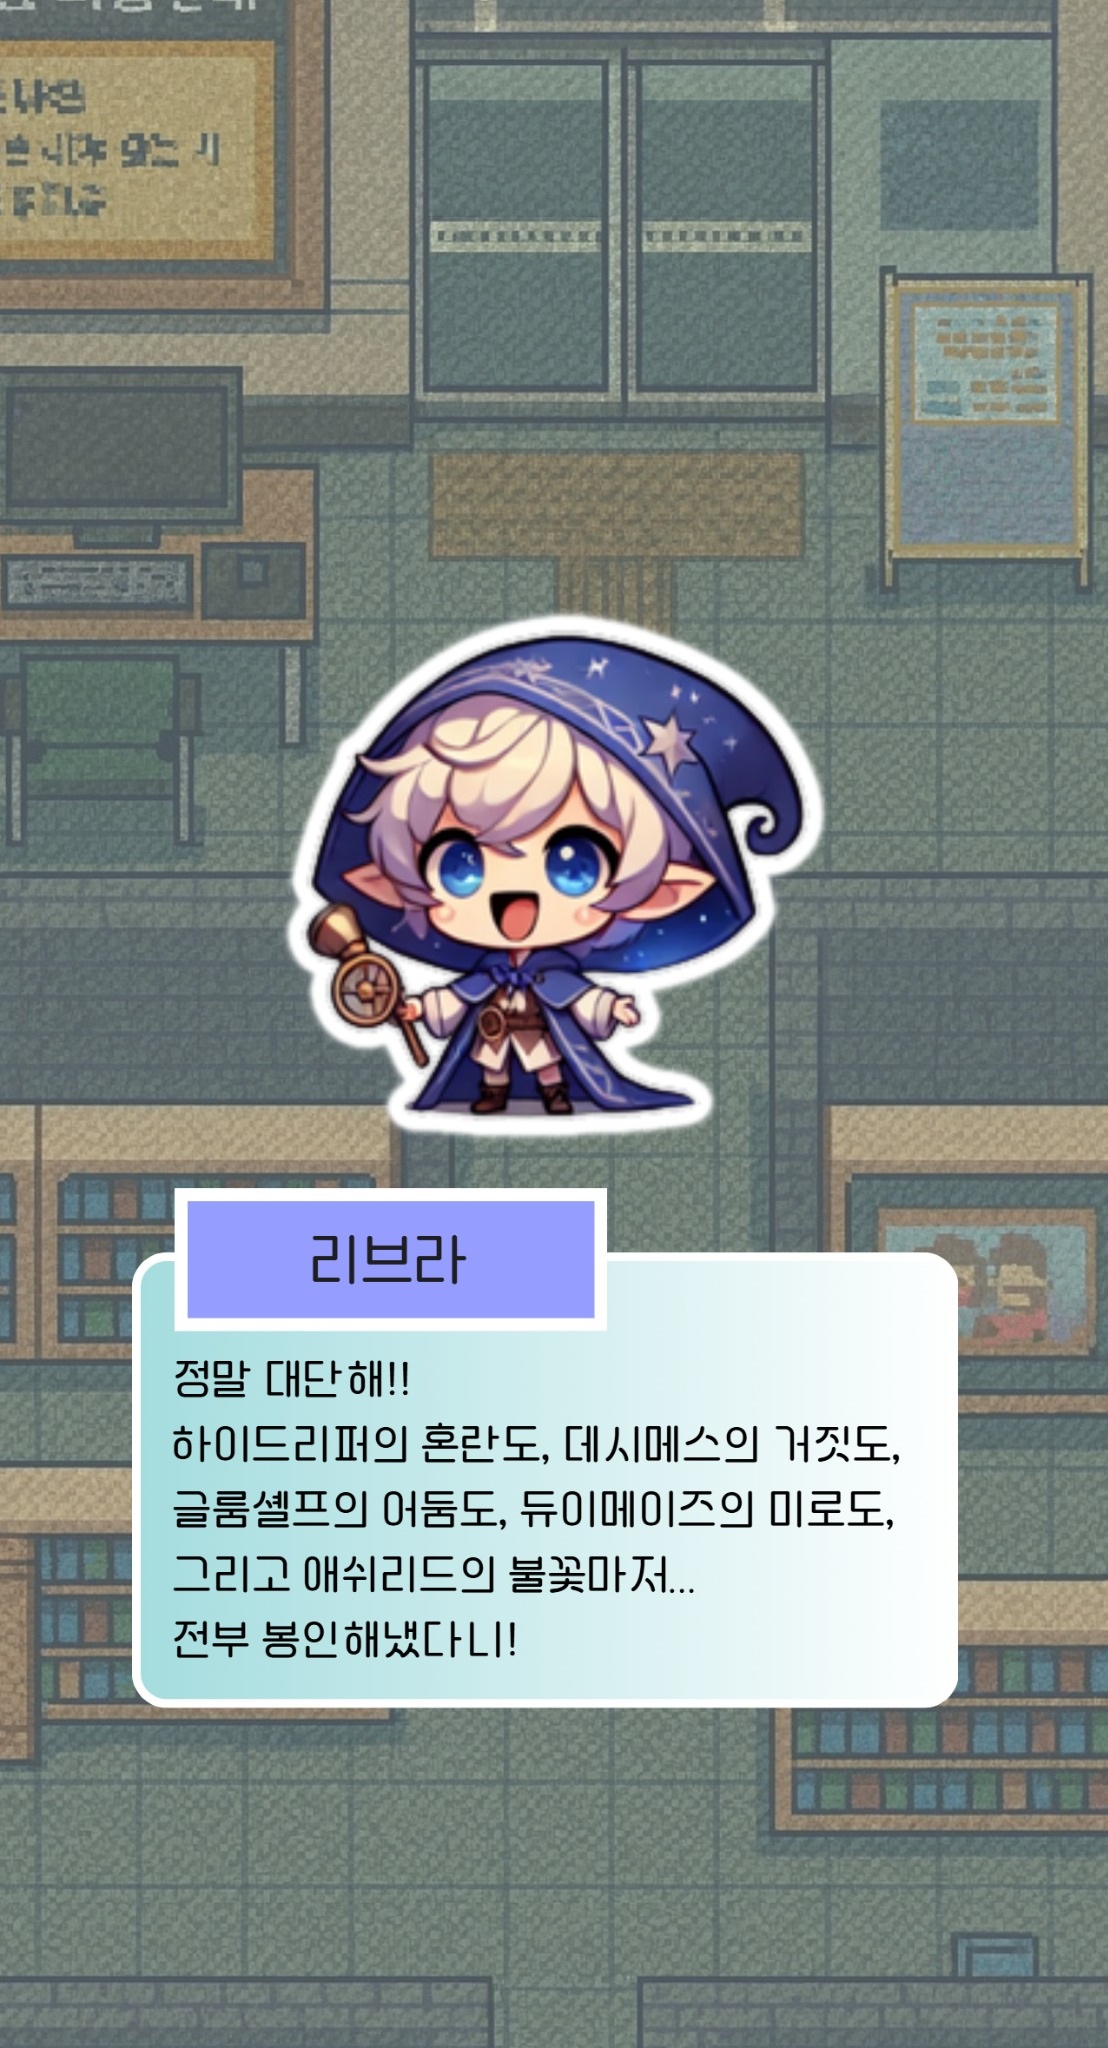 리브라
정말 대단해!!
하이드리퍼의 혼란도, 데시메스의 거짓도,
글룸셸프의 어둠도, 듀이메이즈의 미로도,
그리고 애쉬리드의 불꽃마저...
전부 봉인해냈다니!